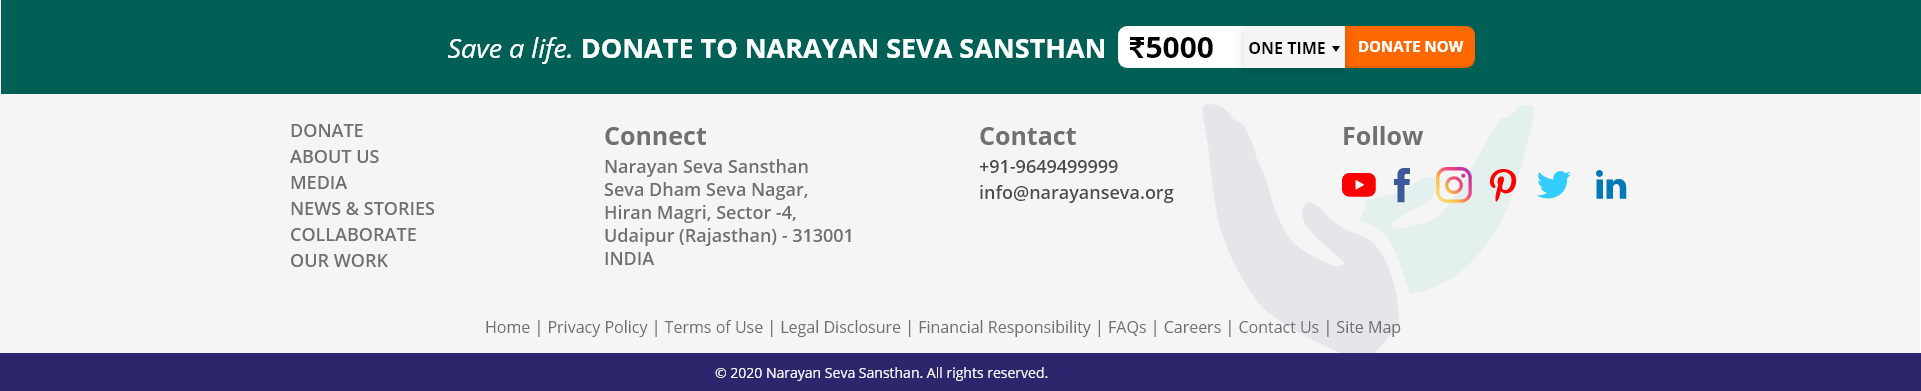 Save a life. DONATE TO NARAYAN SEVA SANSTHAN ₹5000 ONE TIME DONATE NOW
DONATE
ABOUT US
MEDIA
NEWS & STORIES
COLLABORATE
OUR WORK
Connect
Narayan Seva Sansthan
Seva Dham Seva Nagar,
Hiran Magri, Sector -4,
Udaipur (Rajasthan) - 313001
INDIA
Contact
+91-9649499999
info@narayanseva.org
Follow
Home | Privacy Policy | Terms of Use | Legal Disclosure | Financial Responsibility | FAQs | Careers | Contact Us | Site Map
© 2020 Narayan Seva Sansthan. All rights reserved.